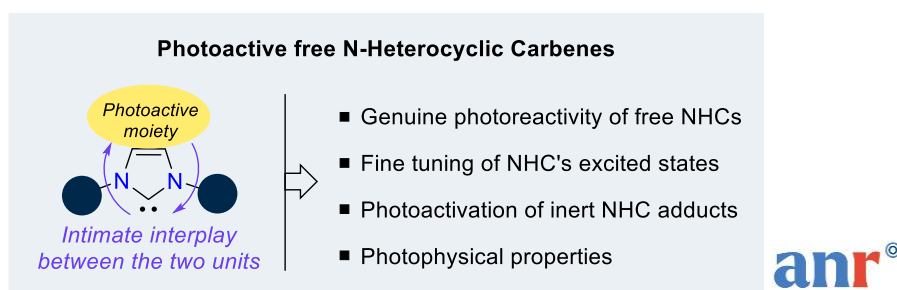 Photoactive free N-Heterocyclic Carbenes
Photoactive
moiety
N
N
Intimate interplay
between the two units
■ Genuine photoreactivity of free NHCs
■ Fine tuning of NHC's excited states
■ Photoactivation of inert NHC adducts
■ Photophysical properties
anr©